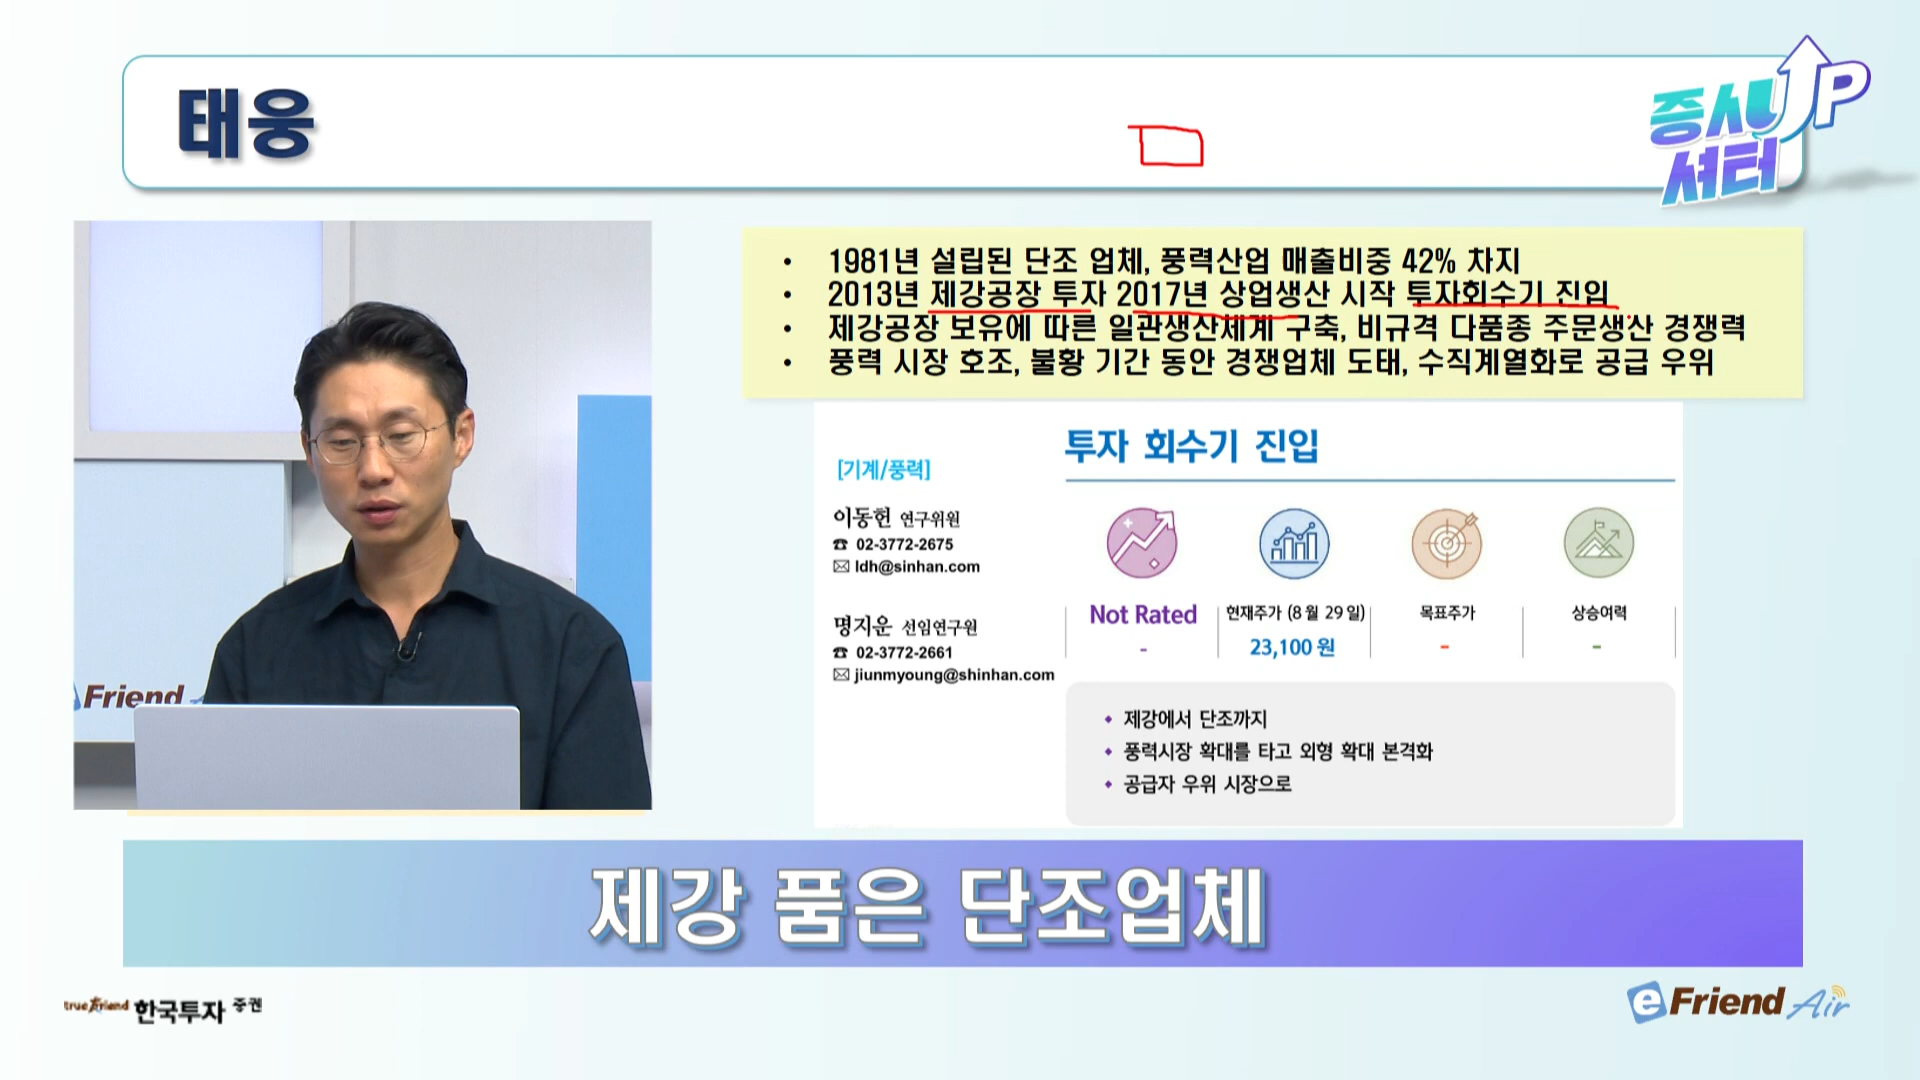 태웅
증시UP
셔터
• 1981년 설립된 단조 업체, 풍력산업 매출비중 42% 차지
• 2013년 제강공장 투자 2017년 상업생산 시작 투자회수기 진입
• 제강공장 보유에 따른 일관생산체계 구축, 비규격 다품종 주문생산 경쟁력
• 풍력 시장 호조, 불황 기간 동안 경쟁업체 도태, 수직계열화로 공급 우위
투자 회수기 진입
[기계/풍력]
이동헌 연구위원
☎ 02-3772-2675
✉ ldh@sinhan.com
명지운 선임연구원
☎ 02-3772-2661
✉ jiunmyoung@shinhan.com
Not Rated
-
현재주가 (8월 29일)
23,100 원
목표주가
-
상승여력
-
◆ 제강에서 단조까지
◆ 풍력시장 확대를 타고 외형 확대 본격화
◆ 공급자 우위 시장으로
Friend
제강 품은 단조업체
true Friend 한국투자 증권
e Friend Air